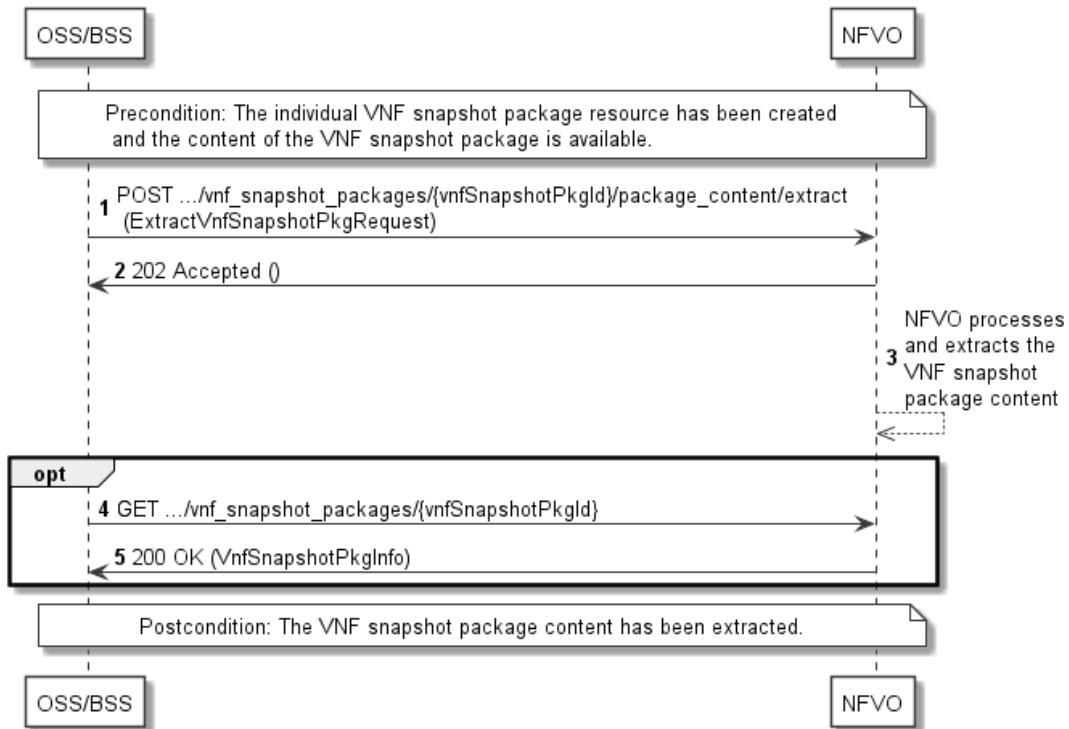 OSS/BSS
NFVO
Precondition: The individual VNF snapshot package resource has been created
and the content of the VNF snapshot package is available.
1 POST .../vnf_snapshot_packages/{vnfSnapshotPkgId}/package_content/extract
(ExtractVnfSnapshotPkgRequest)
2 202 Accepted ()
NFVO processes
and extracts the
3 VNF snapshot
package content
opt
4 GET .../vnf_snapshot_packages/{vnfSnapshotPkgId}
5 200 OK (VnfSnapshotPkgInfo)
Postcondition: The VNF snapshot package content has been extracted.
OSS/BSS
NFVO